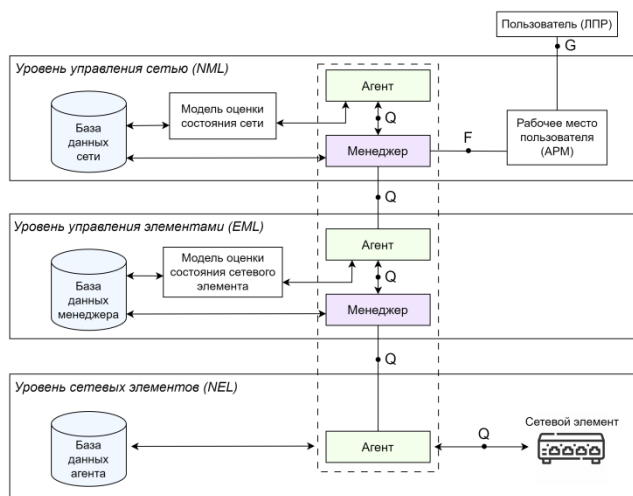 Пользователь (ЛПР)
G
Уровень управления сетью (NML)
Агент
Модель оценки
состояния сети
База
данных
сети
Q
Рабочее место
пользователя
(АРМ)
F
Менеджер
Q
Уровень управления элементами (EML)
Агент
Модель оценки
состояния сетевого
элемента
База
данных
менеджера
Q
Менеджер
Q
Уровень сетевых элементов (NEL)
Сетевой элемент
База
данных
агента
Агент
Q